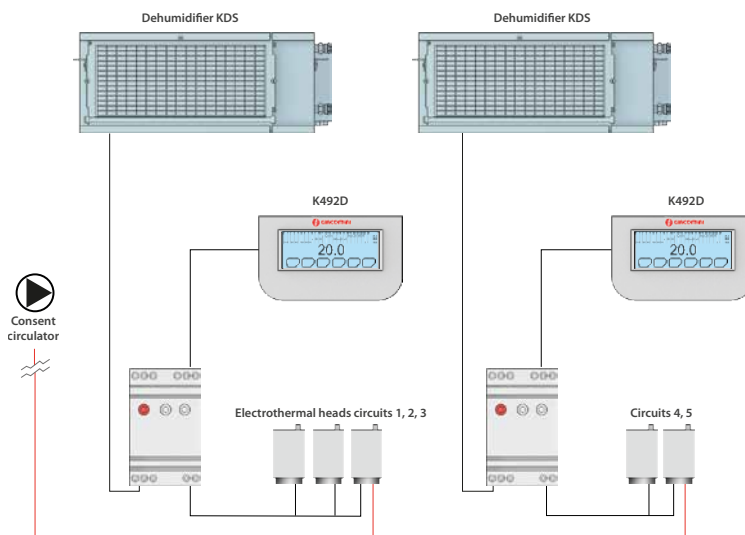 Dehumidifier KDS
Dehumidifier KDS
K492D
K492D
GIACOMINI
20.0
GIACOMINI
20.0
Consent
circulator
Electrothermal heads circuits 1, 2, 3
Circuits 4, 5